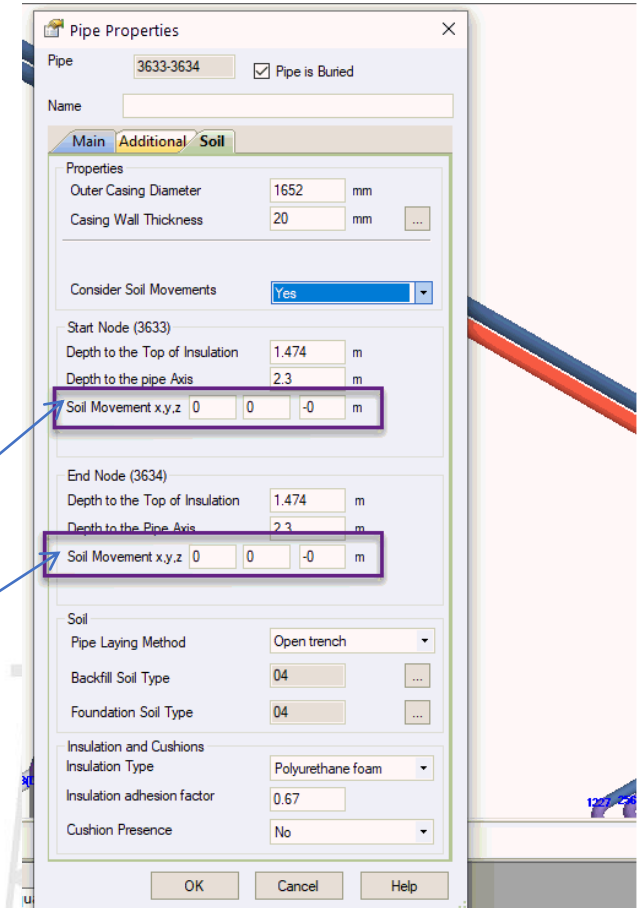 Pipe Properties
Pipe 3633-3634 Pipe is Buried
Name
Main Additional Soil
Properties
Outer Casing Diameter 1652 mm
Casing Wall Thickness 20 mm ...
Consider Soil Movements Yes
Start Node (3633)
Depth to the Top of Insulation 1.474 m
Depth to the pipe Axis 2.3 m
Soil Movement x,y,z 0 0 -0 m
End Node (3634)
Depth to the Top of Insulation 1.474 m
Depth to the Pipe Axis 2.3 m
Soil Movement x,y,z 0 0 -0 m
Soil
Pipe Laying Method Open trench
Backfill Soil Type 04 ...
Foundation Soil Type 04 ...
Insulation and Cushions
Insulation Type Polyurethane foam
Insulation adhesion factor 0.67
Cushion Presence No
1227 256
OK Cancel Help